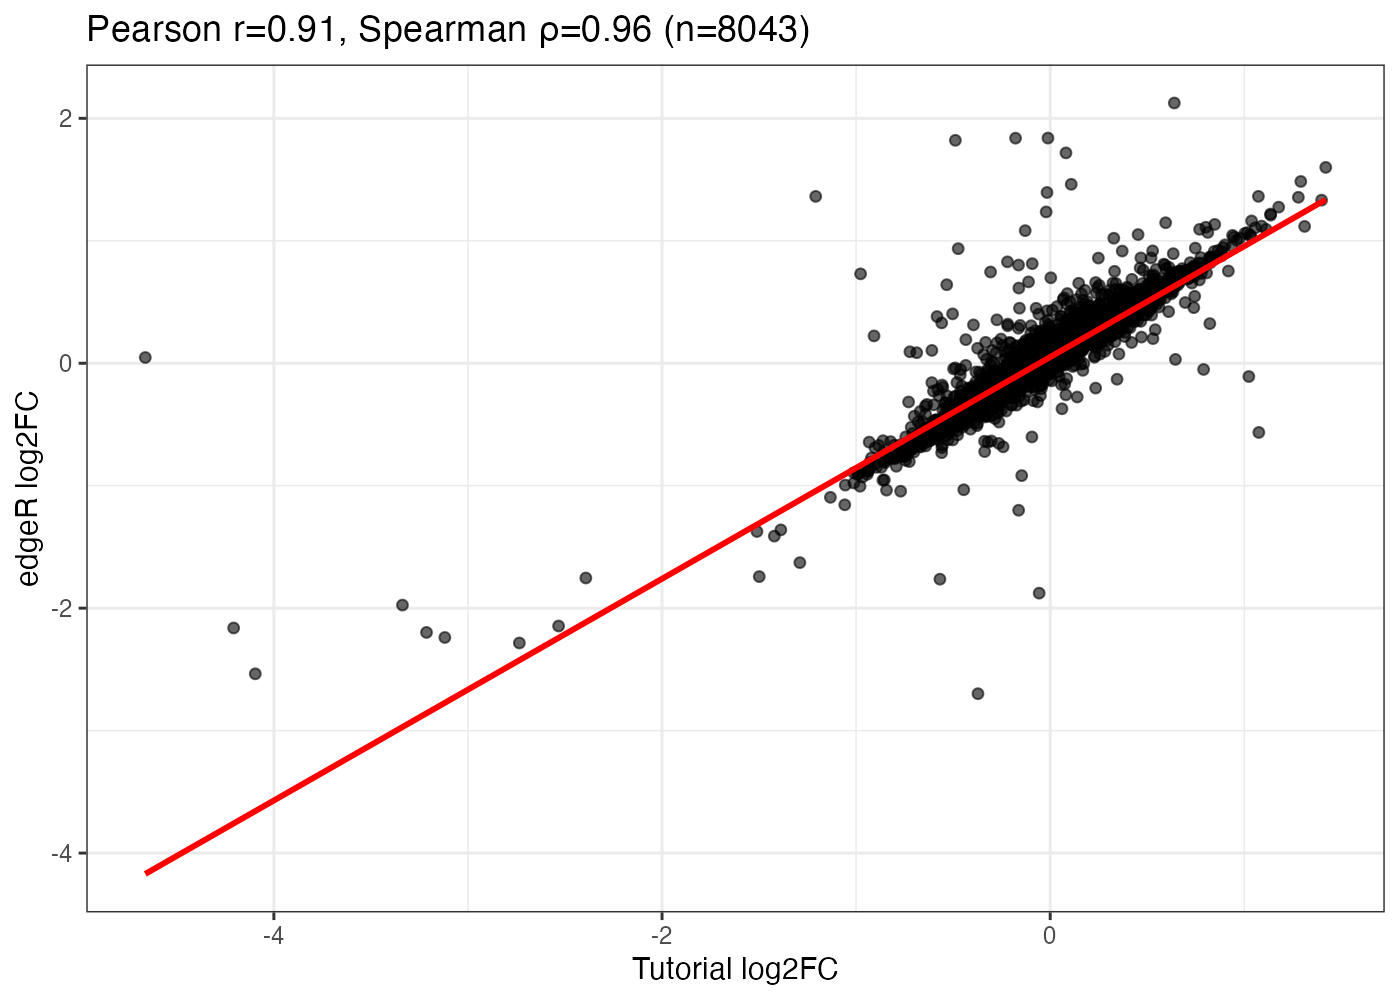 Pearson r=0.91, Spearman ρ=0.96 (n=8043)
2
0
-2
-4
edgeR log2FC
-4
-2
0
Tutorial log2FC